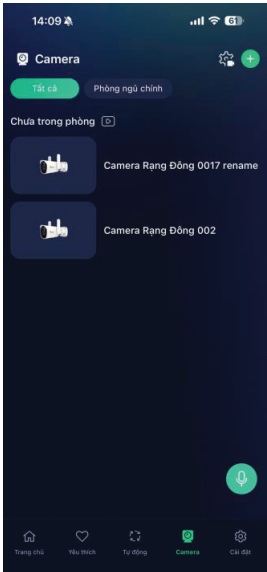 14:09
61
Camera
Tất cả
Phòng ngủ chính
Chưa trong phòng
Camera Rạng Đông 0017 rename
Camera Rạng Đông 002
Trang chủ
Yêu thích
Tự động
Camera
Cài đặt